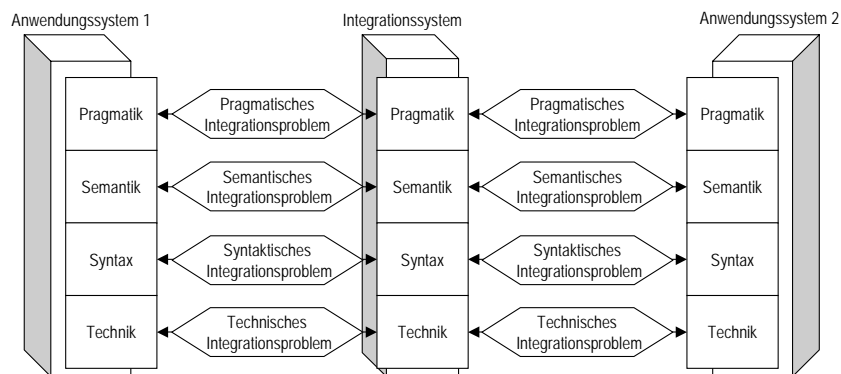 Anwendungssystem 1
Integrationssystem
Anwendungssystem 2
Pragmatik
Pragmatisches
Integrationsproblem
Pragmatik
Pragmatisches
Integrationsproblem
Pragmatik
Semantik
Semantisches
Integrationsproblem
Semantik
Semantisches
Integrationsproblem
Semantik
Syntax
Syntaktisches
Integrationsproblem
Syntax
Syntaktisches
Integrationsproblem
Syntax
Technik
Technisches
Integrationsproblem
Technik
Technisches
Integrationsproblem
Technik